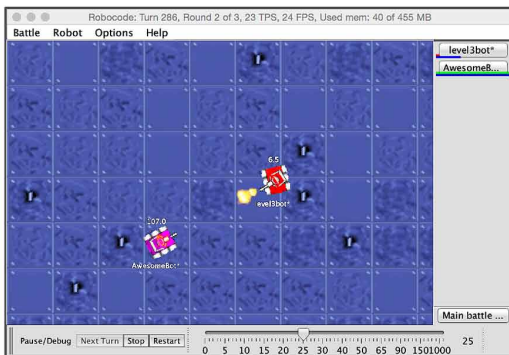 Robocode: Turn 286, Round 2 of 3, 23 TPS, 24 FPS, Used mem: 40 of 455 MB
Battle Robot Options Help
level3bot*
AwesomeB...
6.5
evel3bot*
107.0
AwesomeBot*
Main battle ...
Pause/Debug Next Turn Stop Restart
25
0 5 10 15 20 25 30 40 50 65 90 1501000